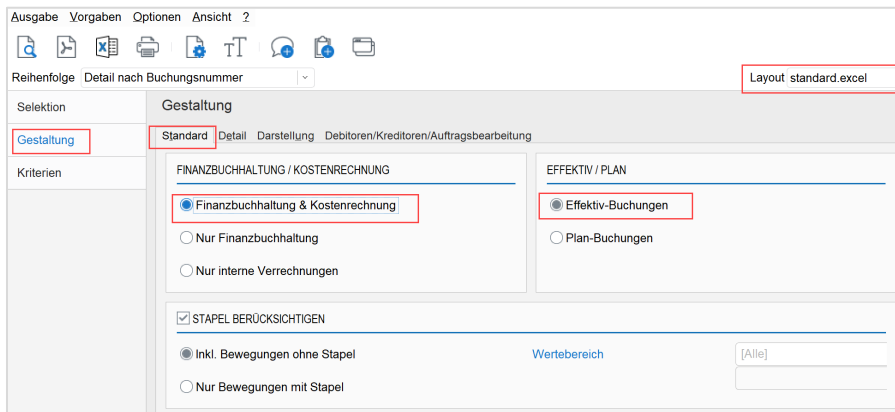 Ausgabe Vorgaben Optionen Ansicht ?
Reihenfolge Detail nach Buchungsnummer
Layout standard.excel
Selektion
Gestaltung
Kriterien
Gestaltung
Standard Detail Darstellung Debitoren/Kreditoren/Auftragsbearbeitung
FINANZBUCHHALTUNG / KOSTENRECHNUNG
Finanzbuchhaltung & Kostenrechnung
Nur Finanzbuchhaltung
Nur interne Verrechnungen
EFFEKTIV / PLAN
Effektiv-Buchungen
Plan-Buchungen
STAPEL BERÜCKSICHTIGEN
Inkl. Bewegungen ohne Stapel
Wertebereich
[Alle]
Nur Bewegungen mit Stapel